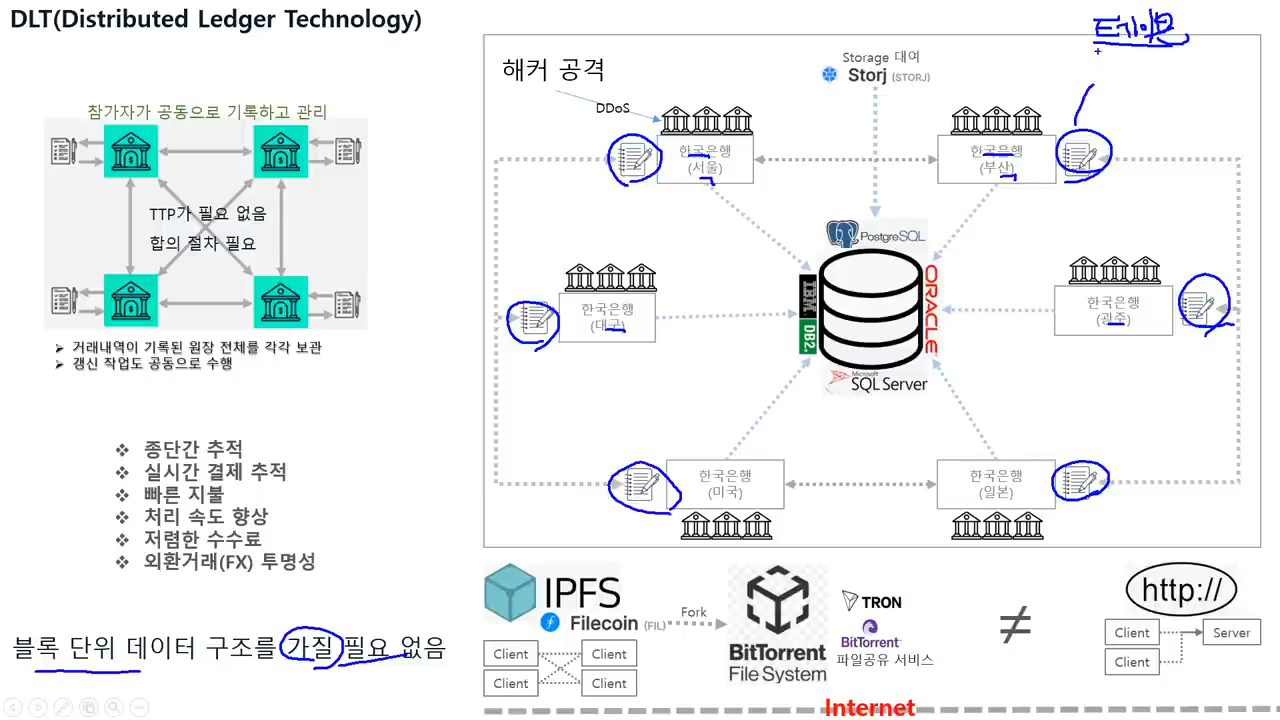 DLT(Distributed Ledger Technology)
참가자가 공동으로 기록하고 관리
TTP가 필요 없음
합의 절차 필요
➢ 거래내역이 기록된 원장 전체를 각각 보관
➢ 갱신 작업도 공동으로 수행
❖ 종단간 추적
❖ 실시간 결제 추적
❖ 빠른 지불
❖ 처리 속도 향상
❖ 저렴한 수수료
❖ 외환거래(FX) 투명성
블록 단위 데이터 구조를 가질 필요 없음
해커 공격
DDoS
Storage 대여
Storj (STORJ)
한국은행
(서울)
한국은행
(부산)
한국은행
(대구)
한국은행
(광주)
한국은행
(미국)
한국은행
(일본)
PostgreSQL
IBM
DB2.
ORACLE
Microsoft
SQL Server
IPFS
Filecoin (FIL)
Fork
Client
Client
Client
Client
BitTorrent
File System
TRON
BitTorrent
파일공유 서비스
≠
http://
Client
Server
Client
Internet